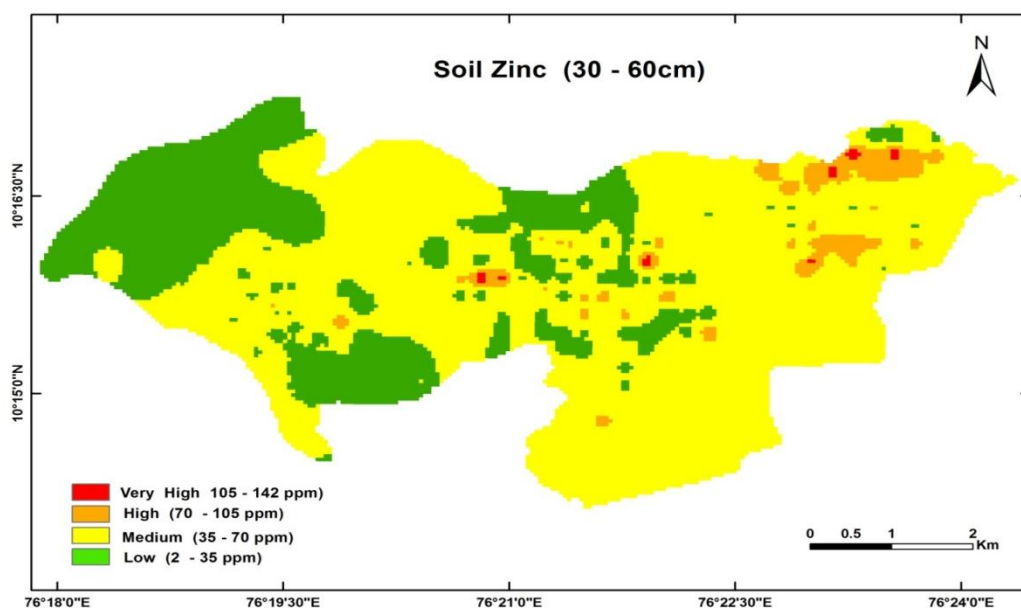 Soil Zinc (30 - 60cm)
N
10°16'30"N
10°15'0"N
Very High 105 - 142 ppm)
High (70 - 105 ppm)
Medium (35 - 70 ppm)
Low (2 - 35 ppm)
0 0.5 1 2
Km
76°18'0"E 76°19'30"E 76°21'0"E 76°22'30"E 76°24'0"E